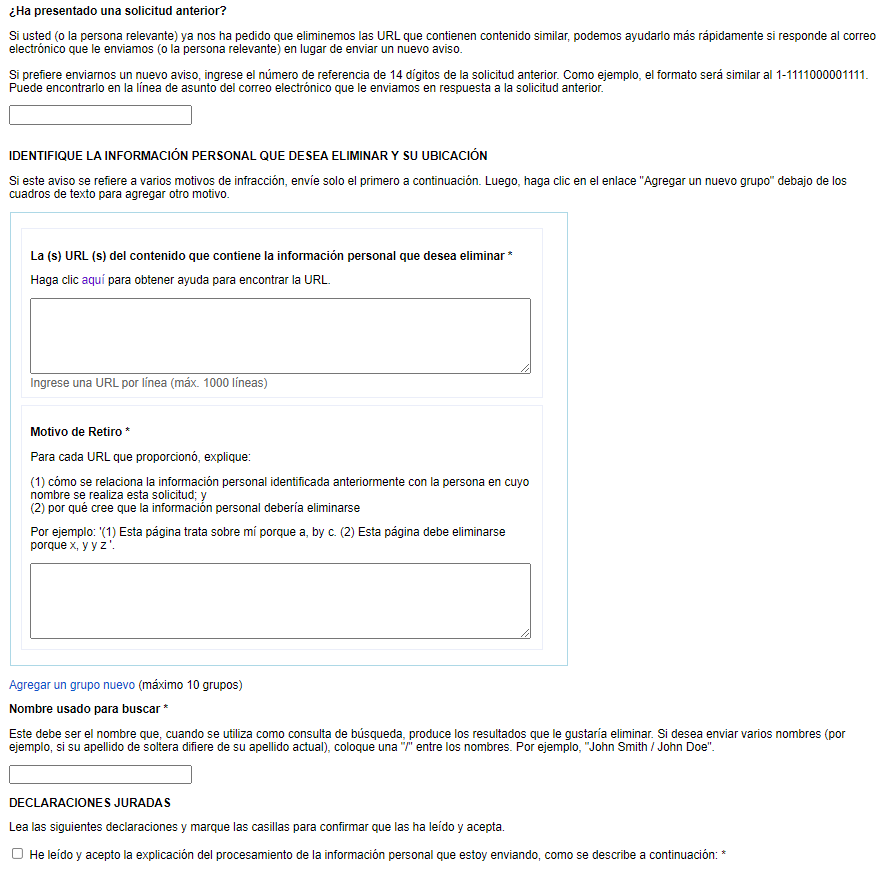 ¿Ha presentado una solicitud anterior?
Si usted (o la persona relevante) ya nos ha pedido que eliminemos las URL que contienen contenido similar, podemos ayudarlo más rápidamente si responde al correo
electrónico que le enviamos (o la persona relevante) en lugar de enviar un nuevo aviso.
Si prefiere enviarnos un nuevo aviso, ingrese el número de referencia de 14 dígitos de la solicitud anterior. Como ejemplo, el formato será similar al 1-1111000001111.
Puede encontrarlo en la línea de asunto del correo electrónico que le enviamos en respuesta a la solicitud anterior.
IDENTIFIQUE LA INFORMACIÓN PERSONAL QUE DESEA ELIMINAR Y SU UBICACIÓN
Si este aviso se refiere a varios motivos de infracción, envíe solo el primero a continuación. Luego, haga clic en el enlace "Agregar un nuevo grupo" debajo de los
cuadros de texto para agregar otro motivo.
La (s) URL (s) del contenido que contiene la información personal que desea eliminar *
Haga clic aquí para obtener ayuda para encontrar la URL.
Ingrese una URL por línea (máx. 1000 líneas)
Motivo de Retiro *
Para cada URL que proporcionó, explique:
(1) cómo se relaciona la información personal identificada anteriormente con la persona en cuyo
nombre se realiza esta solicitud; y
(2) por qué cree que la información personal debería eliminarse
Por ejemplo: '(1) Esta página trata sobre mí porque a, by c. (2) Esta página debe eliminarse
porque x, y y z '.
Agregar un grupo nuevo (máximo 10 grupos)
Nombre usado para buscar *
Este debe ser el nombre que, cuando se utiliza como consulta de búsqueda, produce los resultados que le gustaría eliminar. Si desea enviar varios nombres (por
ejemplo, si su apellido de soltera difiere de su apellido actual), coloque una "/" entre los nombres. Por ejemplo, "John Smith / John Doe".
DECLARACIONES JURADAS
Lea las siguientes declaraciones y marque las casillas para confirmar que las ha leído y acepta.
He leído y acepto la explicación del procesamiento de la información personal que estoy enviando, como se describe a continuación: *